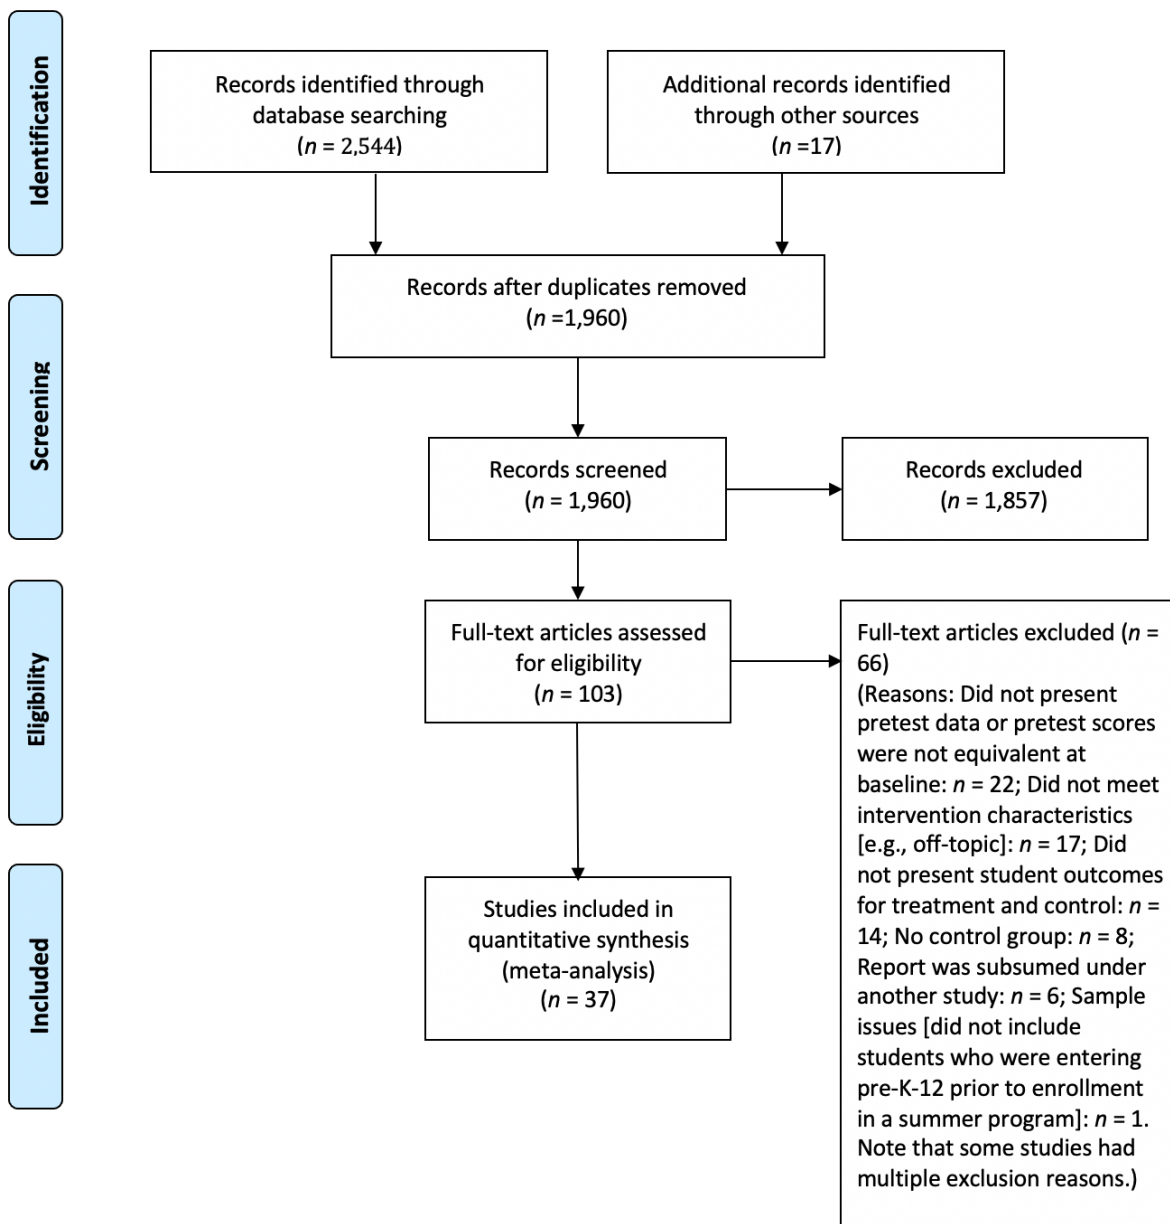 Identification
Records identified through
database searching
(n = 2,544)
Additional records identified
through other sources
(n =17)
Records after duplicates removed
(n =1,960)
Screening
Records screened
(n = 1,960)
Records excluded
(n = 1,857)
Eligibility
Full-text articles assessed
for eligibility
(n = 103)
Full-text articles excluded (n =
66)
(Reasons: Did not present
pretest data or pretest scores
were not equivalent at
baseline: n = 22; Did not meet
intervention characteristics
[e.g., off-topic]: n = 17; Did
not present student outcomes
for treatment and control: n =
14; No control group: n = 8;
Report was subsumed under
another study: n = 6; Sample
issues [did not include
students who were entering
pre-K-12 prior to enrollment
in a summer program]: n = 1.
Note that some studies had
multiple exclusion reasons.)
Included
Studies included in
quantitative synthesis
(meta-analysis)
(n = 37)